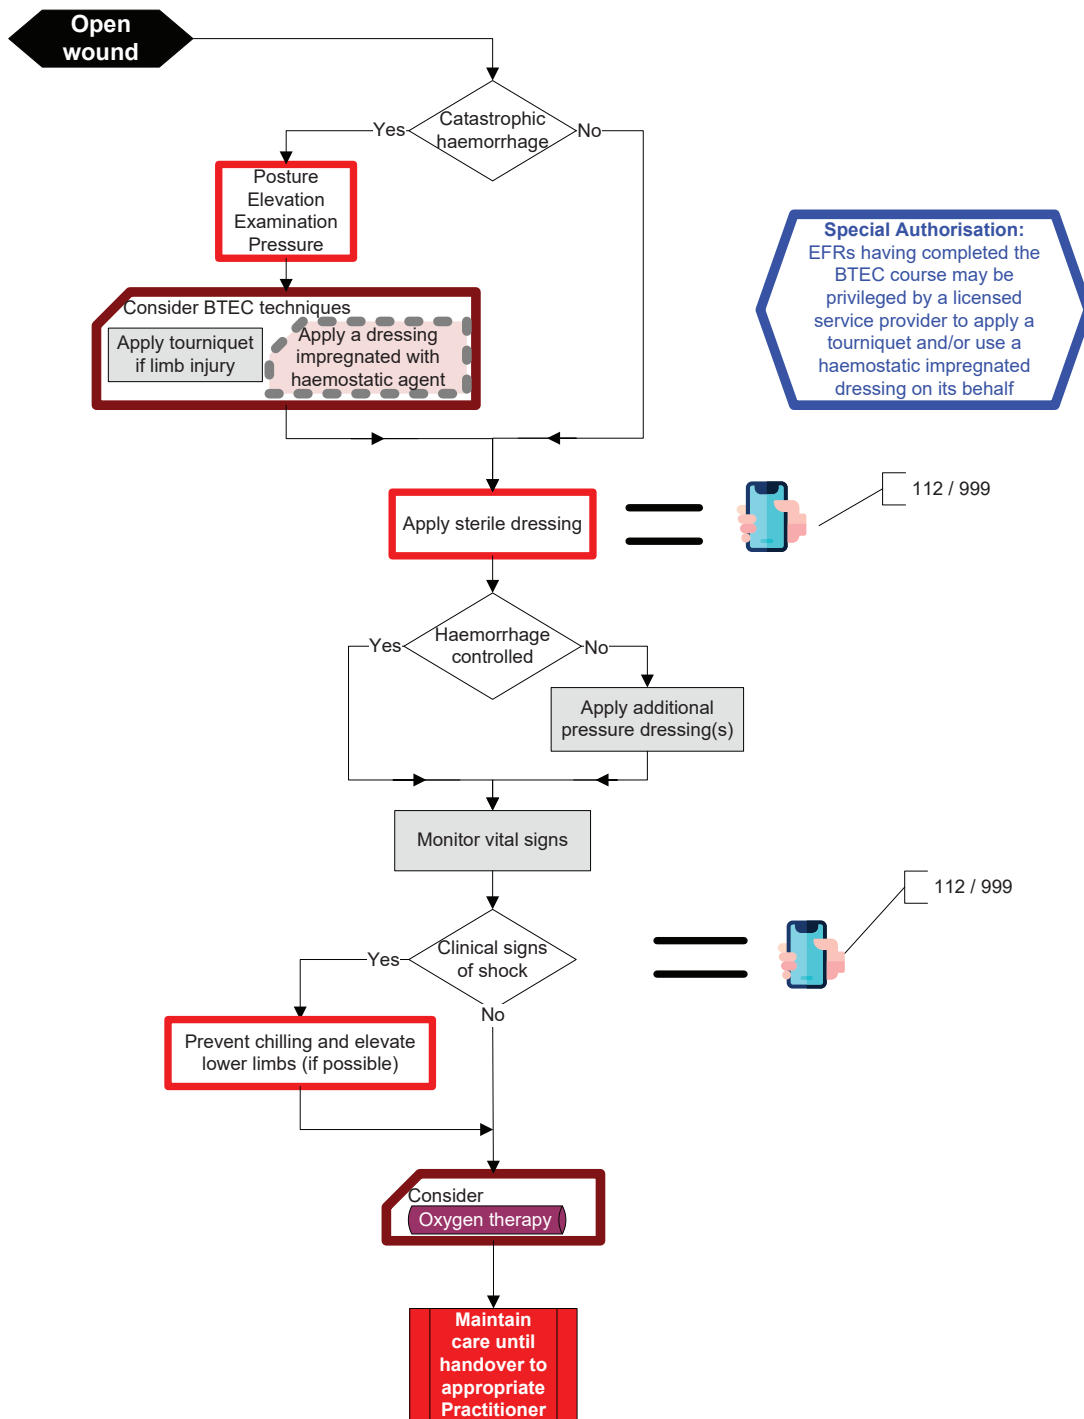 Open
wound
Catastrophic
haemorrhage
Yes
No
Posture
Elevation
Examination
Pressure
Special Authorisation:
EFRs having completed the
BTEC course may be
privileged by a licensed
service provider to apply a
tourniquet and/or use a
haemostatic impregnated
dressing on its behalf
Consider BTEC techniques
Apply tourniquet
if limb injury
Apply a dressing
impregnated with
haemostatic agent
Apply sterile dressing
112 / 999
Haemorrhage
controlled
Yes
No
Apply additional
pressure dressing(s)
Monitor vital signs
112 / 999
Clinical signs
of shock
Yes
No
Prevent chilling and elevate
lower limbs (if possible)
Consider
Oxygen therapy
Maintain
care until
handover to
appropriate
Practitioner